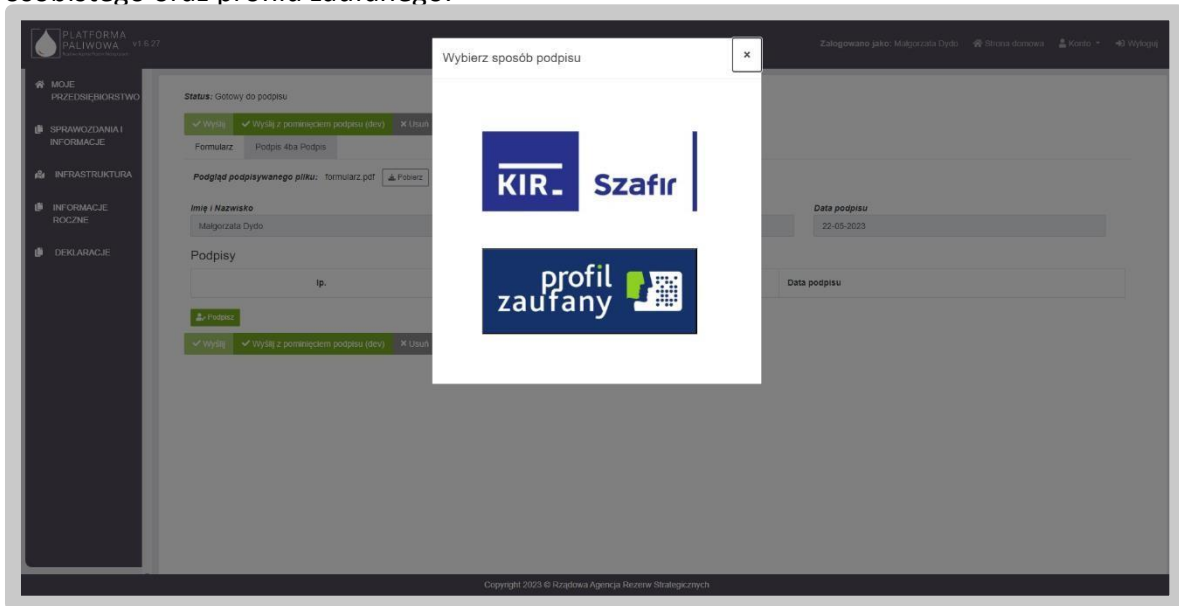 osobistego oraz profilu zaufanego.
PLATFORMA
PALIWOWA v1.6.27
Zalogowano jako: Małgorzata Dydo Strona domowa Konto Wyloguj
Wybierz sposób podpisu ×
MOJE
PRZEDSIĘBIORSTWO
SPRAWOZDANIA I
INFORMACJE
INFRASTRUKTURA
INFORMACJE
ROCZNE
DEKLARACJE
Status: Gotowy do podpisu
Wyślij Wyślij z pominięciem podpisu (dev) Usuń
Formularz Podpis 4ba Podpis
Podgląd podpisywanego pliku: formularz.pdf Pobierz
Imię i Nazwisko Data podpisu
Małgorzata Dydo 22-05-2023
Podpisy
lp. Data podpisu
Podpisz
Wyślij Wyślij z pominięciem podpisu (dev) Usuń
KIR Szafir
profil
zaufany
Copyright 2023 © Rządowa Agencja Rezerw Strategicznych